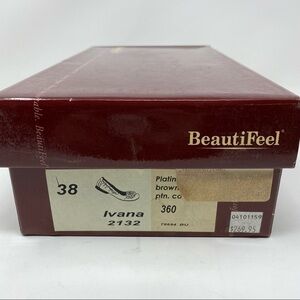 BeautiFeel
38
Platin
brown
ptn. co
Ivana
360
2132
04101159
$269.95